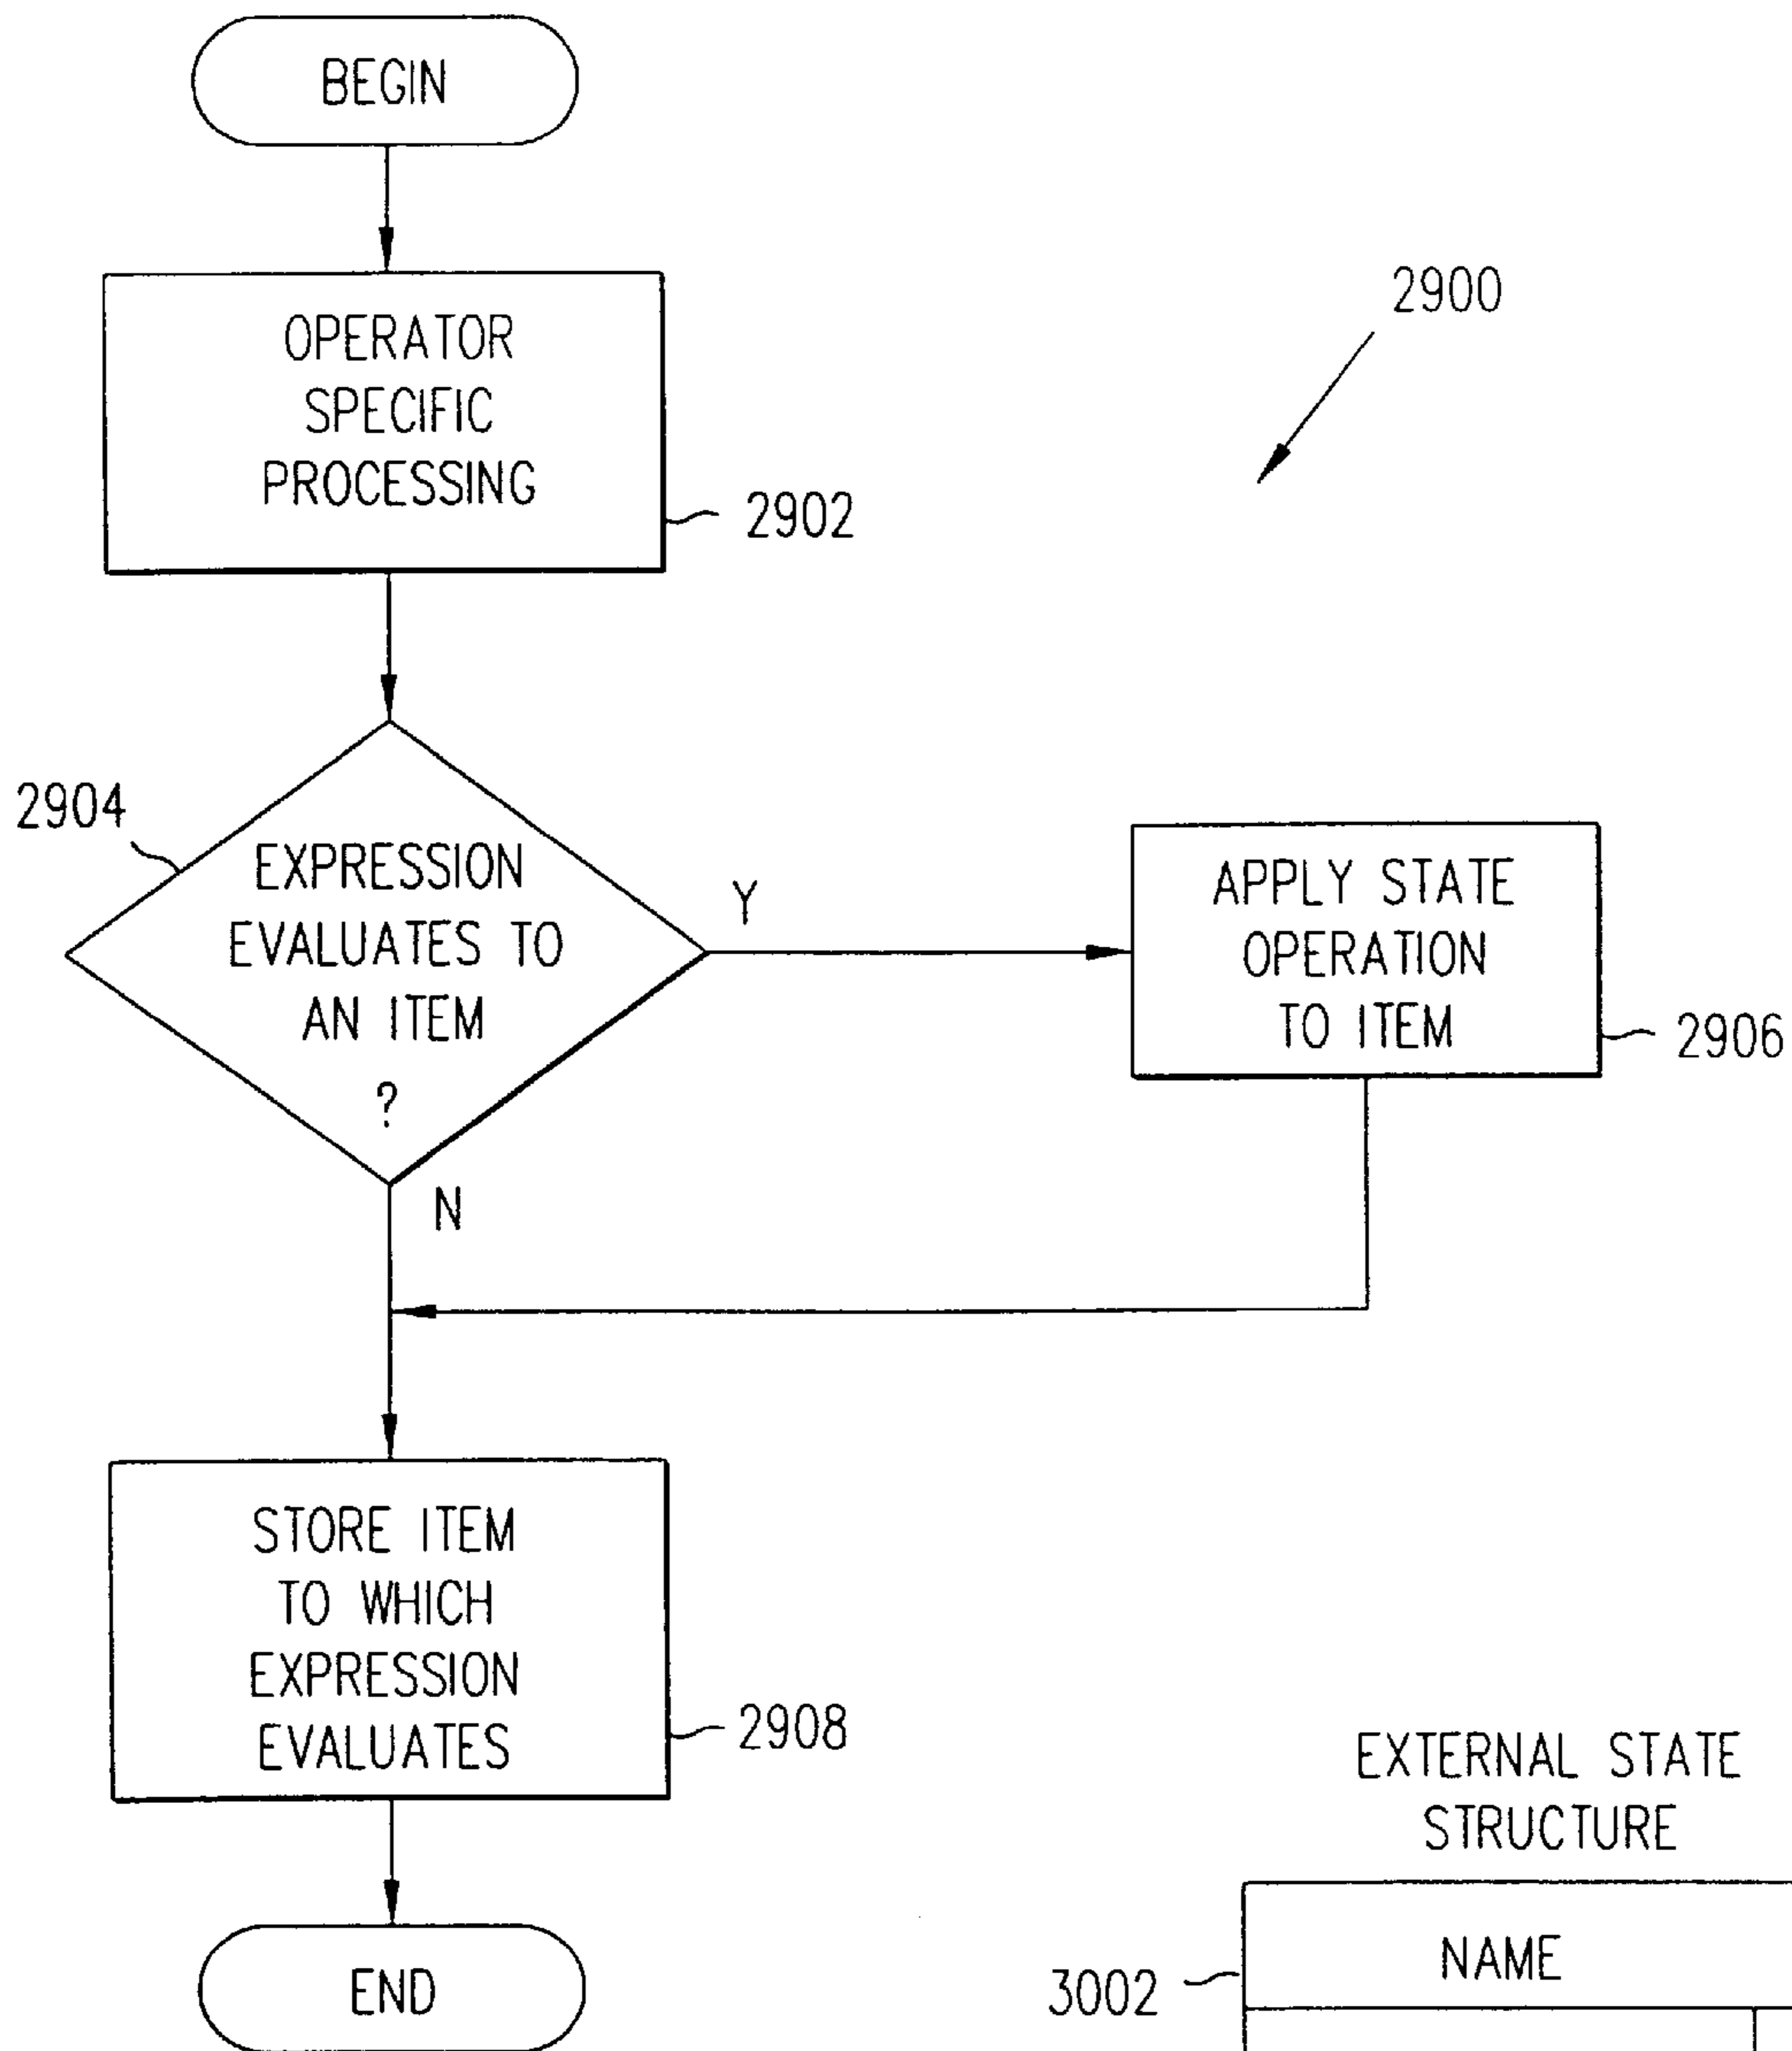 BEGIN
2900
OPERATOR
SPECIFIC
PROCESSING
2902
2904
EXPRESSION
EVALUATES TO
AN ITEM
?
Y
N
APPLY STATE
OPERATION
TO ITEM
2906
STORE ITEM
TO WHICH
EXPRESSION
EVALUATES
2908
END
EXTERNAL STATE
STRUCTURE
NAME
3002